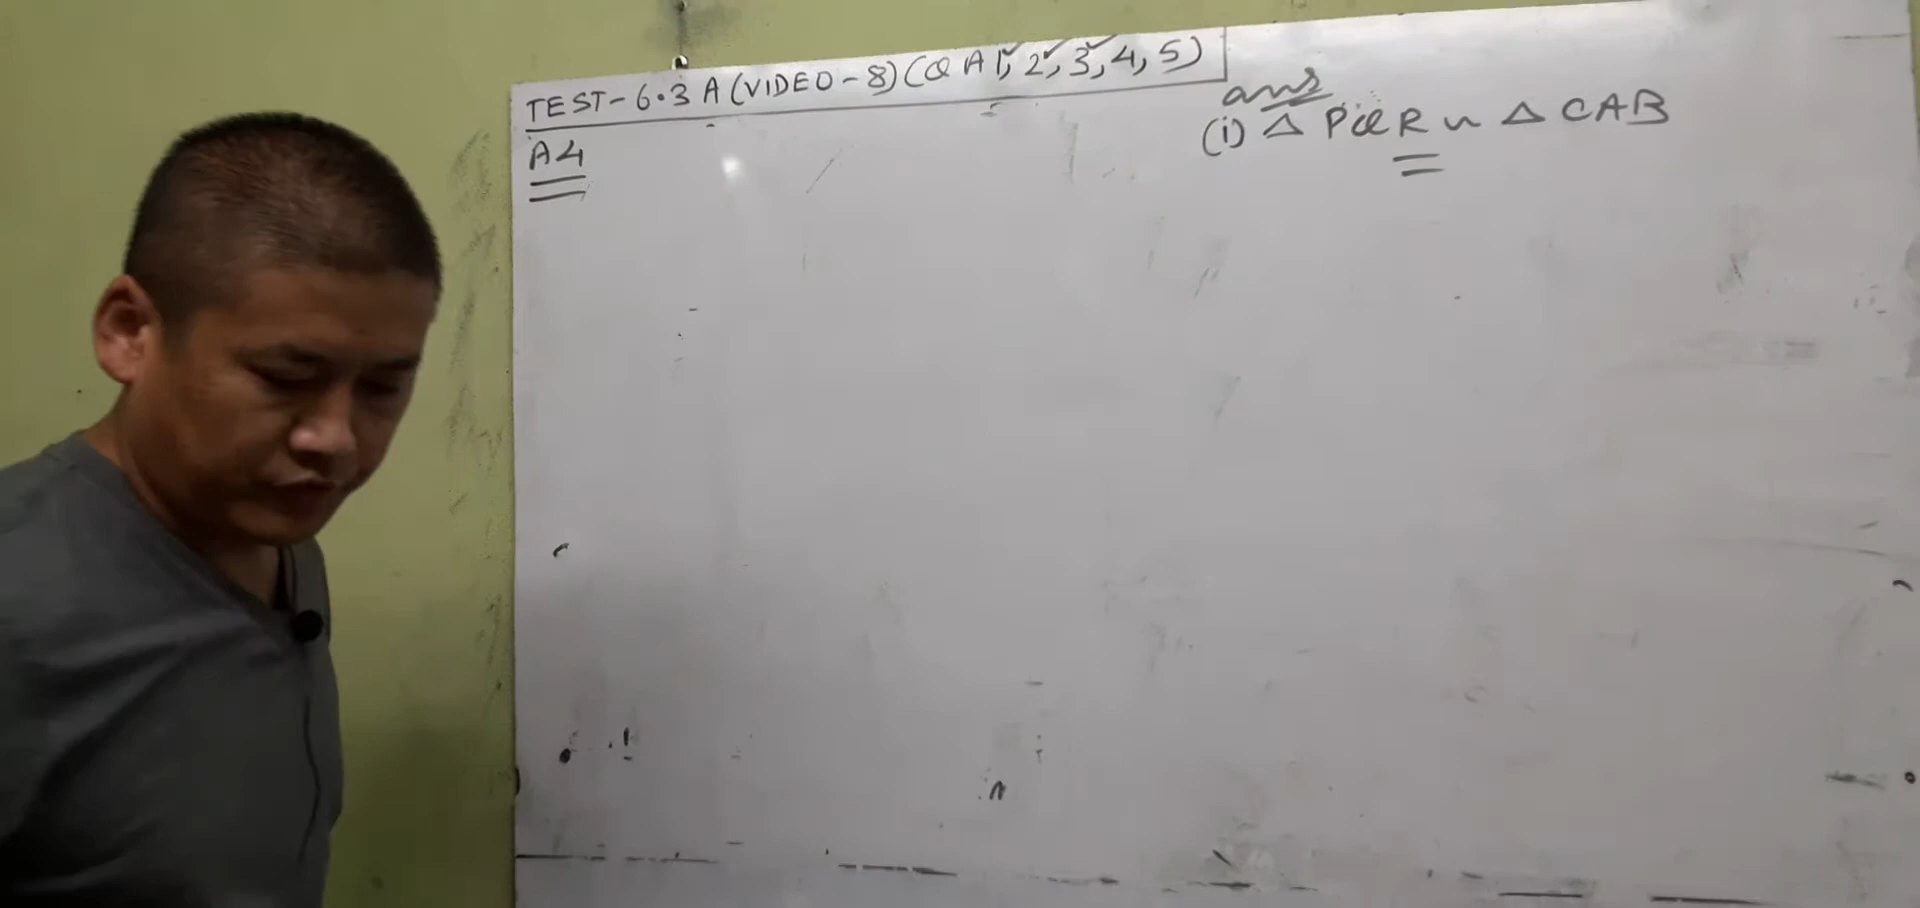 TEST-6.3 A (VIDEO-8) (Q A 1, 2, 3, 4, 5)
A4
ans
(i) △ PQR ~ △ CAB